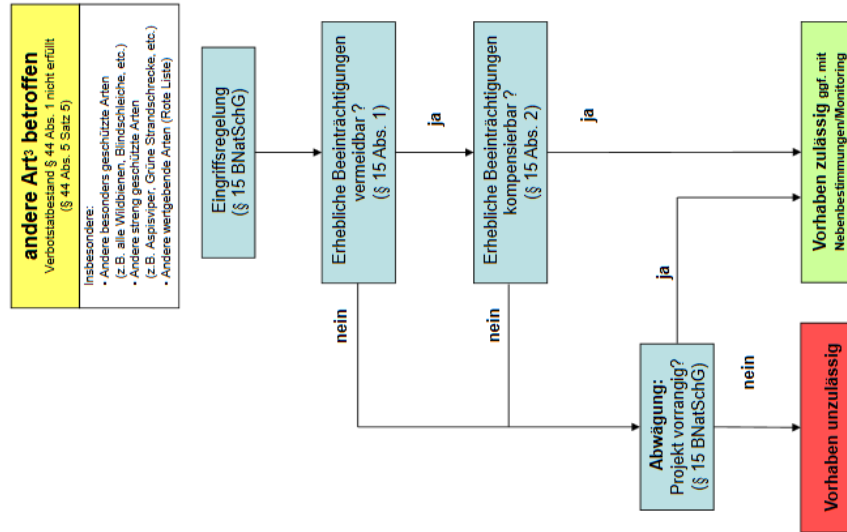 andere Art³ betroffen
Verbotstatbestand § 44 Abs. 1 nicht erfüllt
(§ 44 Abs. 5 Satz 5)
Insbesondere:
• Andere besonders geschützte Arten
(z.B. alle Wildbienen, Blindschleiche, etc.)
• Andere streng geschützte Arten
(z.B. Aspisviper, Grüne Strandschrecke, etc.)
• Andere wertgebende Arten (Rote Liste)
Eingriffsregelung
(§ 15 BNatSchG)
Erhebliche Beeinträchtigungen
vermeidbar ?
(§ 15 Abs. 1)
nein
ja
Erhebliche Beeinträchtigungen
kompensierbar ?
(§ 15 Abs. 2)
nein
ja
Abwägung:
Projekt vorrangig?
(§ 15 BNatSchG)
ja
nein
Vorhaben unzulässig
Vorhaben zulässig ggf. mit
Nebenbestimmungen/Monitoring